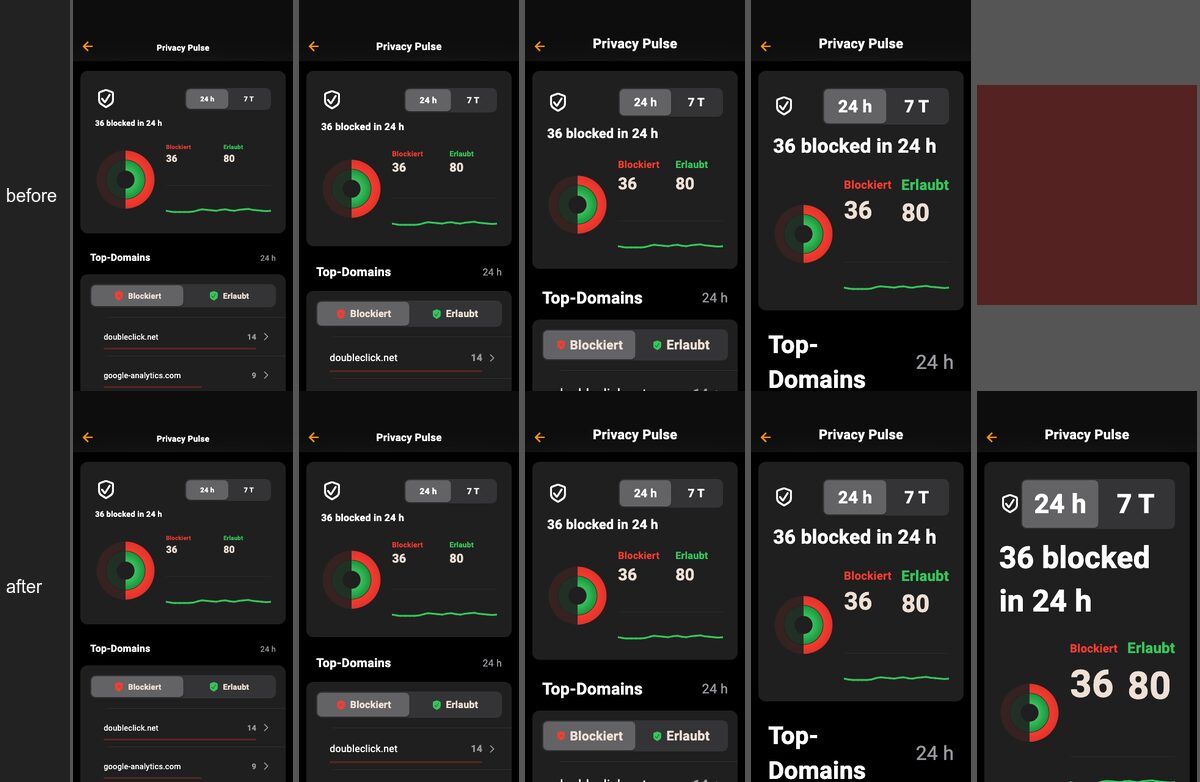 before
Privacy Pulse
24 h 7 T
36 blocked in 24 h
Blockiert Erlaubt
36 80
Top-Domains 24 h
Blockiert Erlaubt
doubleclick.net 14
google-analytics.com 9
Privacy Pulse
24 h 7 T
36 blocked in 24 h
Blockiert Erlaubt
36 80
Top-Domains 24 h
Blockiert Erlaubt
doubleclick.net 14
Privacy Pulse
24 h 7 T
36 blocked in 24 h
Blockiert Erlaubt
36 80
Top-Domains 24 h
Blockiert Erlaubt
Privacy Pulse
24 h 7 T
36 blocked in 24 h
Blockiert Erlaubt
36 80
Top-
Domains 24 h
after
Privacy Pulse
24 h 7 T
36 blocked in 24 h
Blockiert Erlaubt
36 80
Top-Domains 24 h
Blockiert Erlaubt
doubleclick.net 14
google-analytics.com 9
Privacy Pulse
24 h 7 T
36 blocked in 24 h
Blockiert Erlaubt
36 80
Top-Domains 24 h
Blockiert Erlaubt
doubleclick.net 14
Privacy Pulse
24 h 7 T
36 blocked in 24 h
Blockiert Erlaubt
36 80
Top-Domains 24 h
Blockiert Erlaubt
Privacy Pulse
24 h 7 T
36 blocked in 24 h
Blockiert Erlaubt
36 80
Top-
Domains 24 h
Privacy Pulse
24 h 7 T
36 blocked
in 24 h
Blockiert Erlaubt
36 80